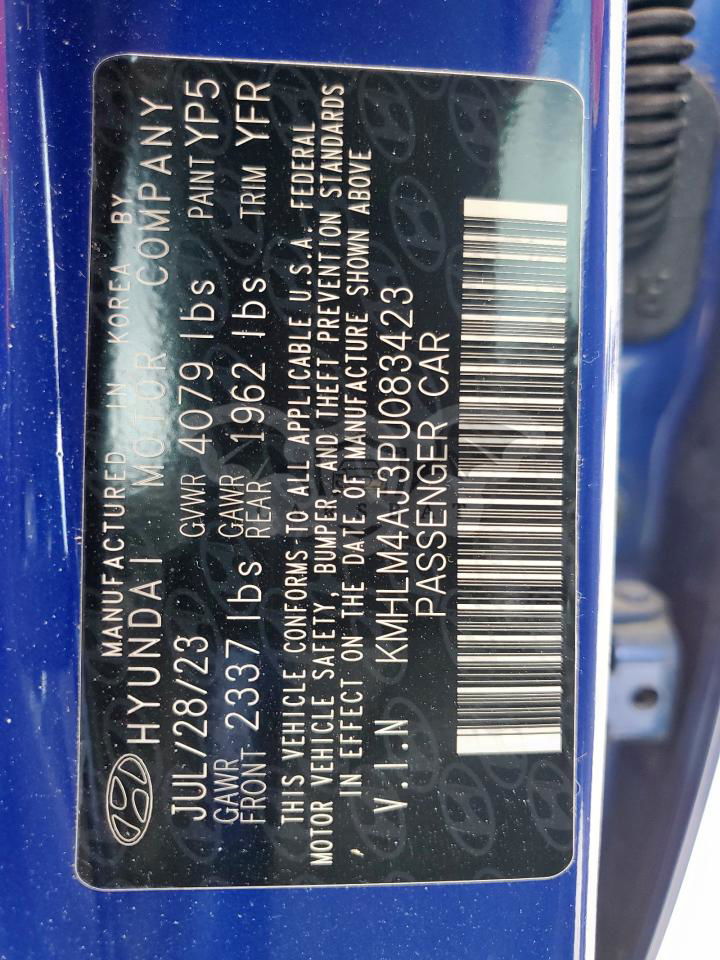 MANUFACTURED IN KOREA BY
HYUNDAI MOTOR COMPANY
JUL/28/23 GVWR 4079 lbs PAINT YP5
GAWR FRONT 2337 lbs GAWR REAR 1962 lbs TRIM YFR
THIS VEHICLE CONFORMS TO ALL APPLICABLE U.S.A. FEDERAL
MOTOR VEHICLE SAFETY, BUMPER, AND THEFT PREVENTION STANDARDS
IN EFFECT ON THE DATE OF MANUFACTURE SHOWN ABOVE
V.I.N KMHLM4AJ3PU083423
PASSENGER CAR